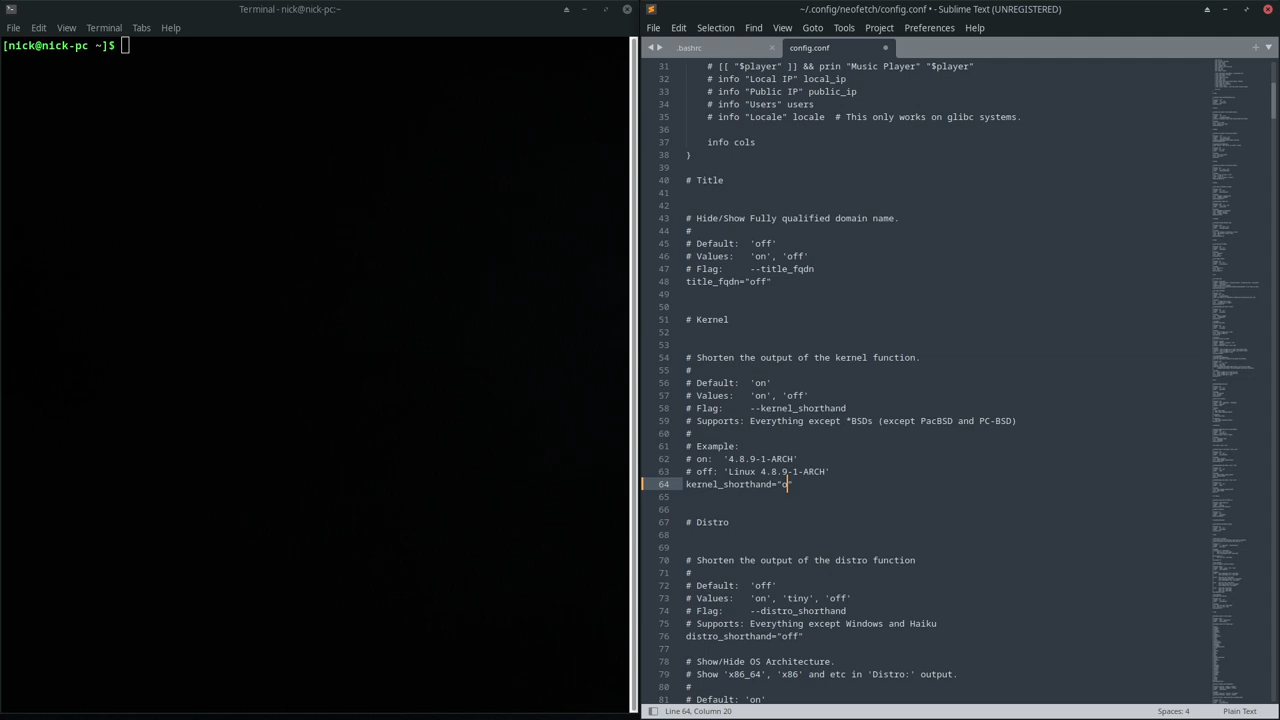 Terminal - nick@nick-pc:~
File Edit View Terminal Tabs Help
[nick@nick-pc ~]$
~/.config/neofetch/config.conf • - Sublime Text (UNREGISTERED)
File Edit Selection Find View Goto Tools Project Preferences Help
.bashrc
config.conf
31 # [[ "$player" ]] && prin "Music Player" "$player"
32 # info "Local IP" local_ip
33 # info "Public IP" public_ip
34 # info "Users" users
35 # info "Locale" locale # This only works on glibc systems.
36
37 info cols
38 }
39
40 # Title
41
42
43 # Hide/Show Fully qualified domain name.
44 #
45 # Default: 'off'
46 # Values: 'on', 'off'
47 # Flag: --title_fqdn
48 title_fqdn="off"
49
50
51 # Kernel
52
53
54 # Shorten the output of the kernel function.
55 #
56 # Default: 'on'
57 # Values: 'on', 'off'
58 # Flag: --kernel_shorthand
59 # Supports: Everything except *BSDs (except PacBSD and PC-BSD)
60 #
61 # Example:
62 # on: '4.8.9-1-ARCH'
63 # off: 'Linux 4.8.9-1-ARCH'
64 kernel_shorthand="o"
65
66
67 # Distro
68
69
70 # Shorten the output of the distro function
71 #
72 # Default: 'off'
73 # Values: 'on', 'tiny', 'off'
74 # Flag: --distro_shorthand
75 # Supports: Everything except Windows and Haiku
76 distro_shorthand="off"
77
78 # Show/Hide OS Architecture.
79 # Show 'x86_64', 'x86' and etc in 'Distro:' output.
80 #
81 # Default: 'on'
Line 64, Column 20
Spaces: 4
Plain Text